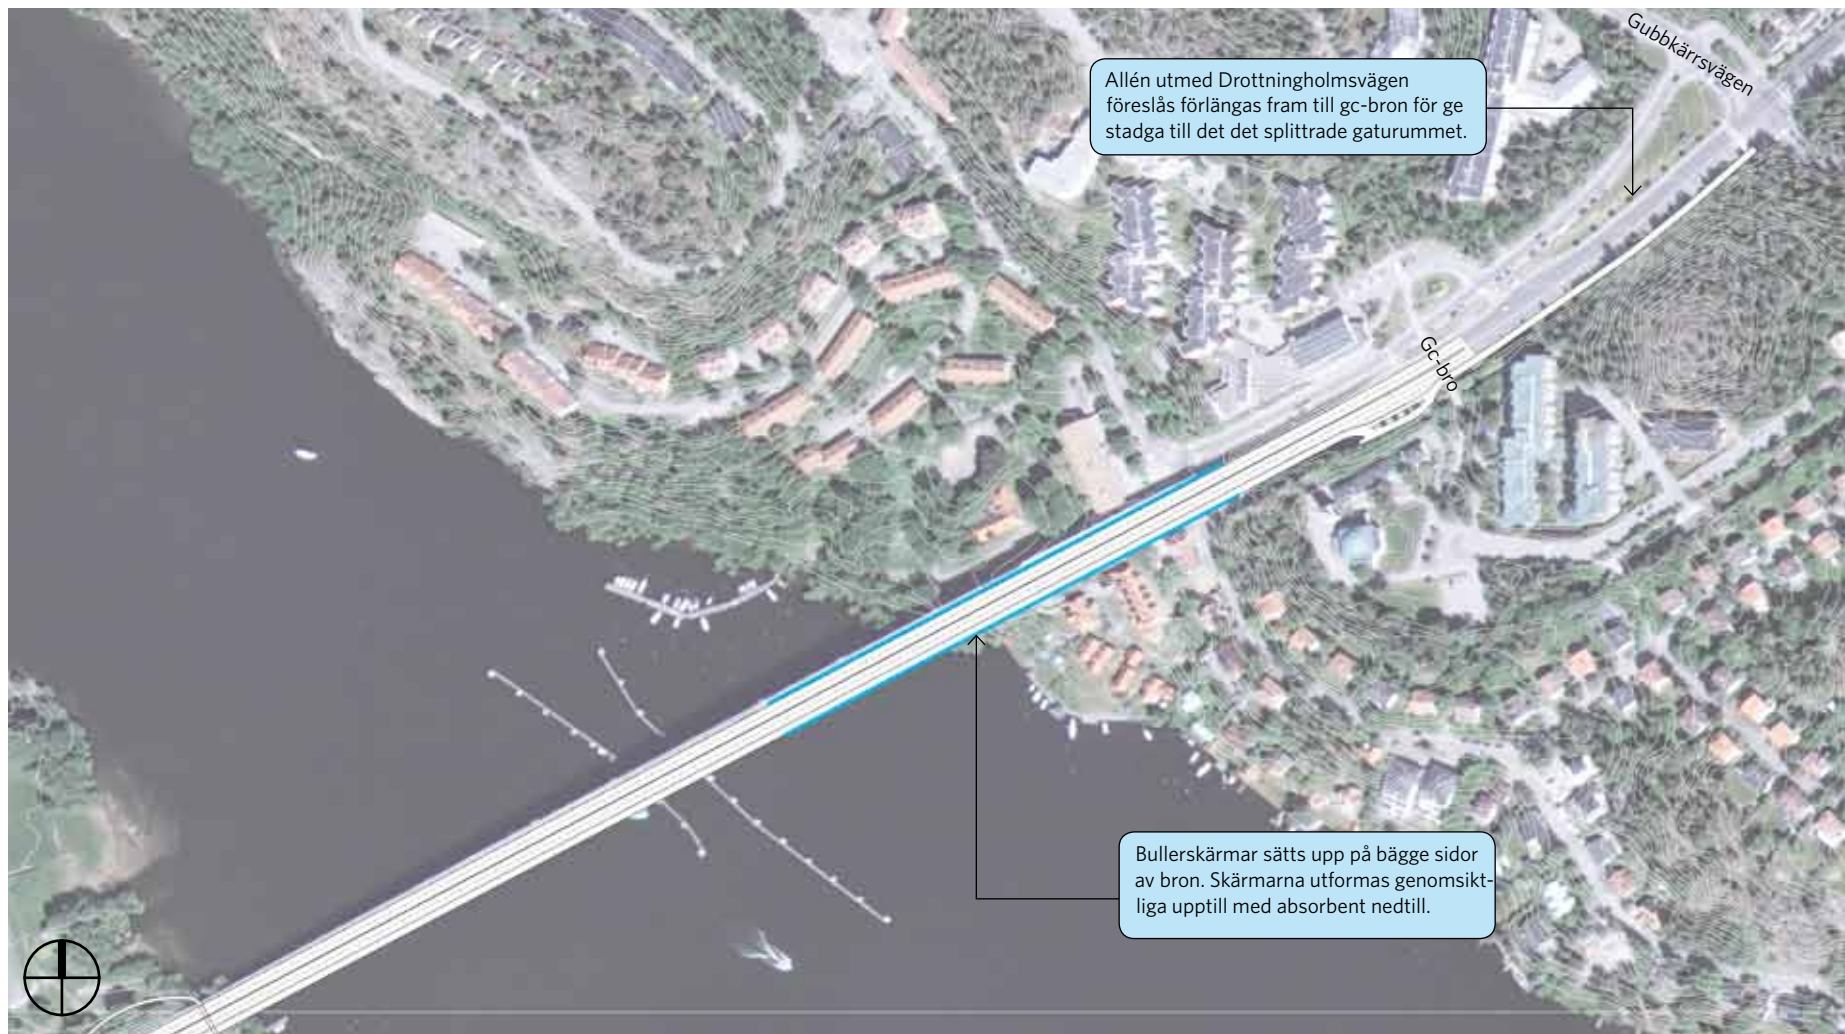 Gubbkärrsvägen
Allén utmed Drottningholmsvägen
föreslås förlängas fram till gc-bron för ge
stadga till det det splittrade gaturummet.
Gc-bro
Bullerskärmar sätts upp på bägge sidor
av bron. Skärmarna utformas genomsikt-
liga upptill med absorbent nedtill.